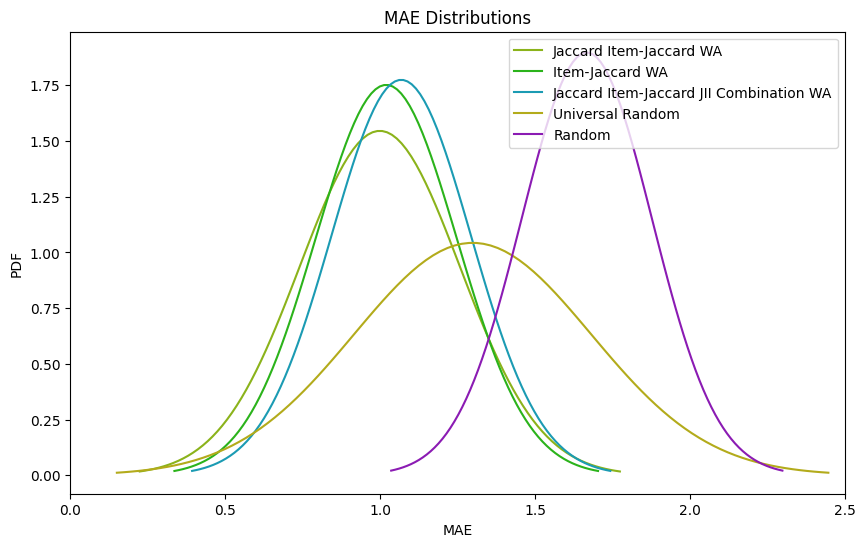 MAE Distributions
Jaccard Item-Jaccard WA
Item-Jaccard WA
Jaccard Item-Jaccard JII Combination WA
Universal Random
Random
1.75
1.50
1.25
1.00
0.75
0.50
0.25
0.00
PDF
0.0 0.5 1.0 1.5 2.0 2.5
MAE